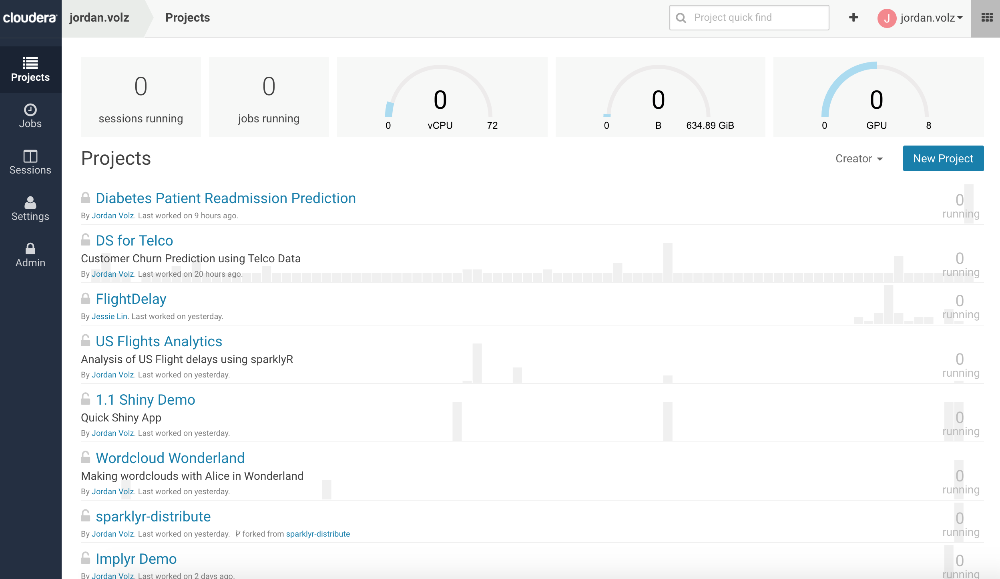 cloudera
jordan.volz
Projects
Project quick find
J
jordan.volz
Projects
Jobs
Sessions
Settings
Admin
0
sessions running
0
jobs running
0
0 vCPU 72
0
0 B 634.89 GiB
0
0 GPU 8
Projects
Creator
New Project
Diabetes Patient Readmission Prediction
By Jordan Volz. Last worked on 9 hours ago.
0
running
DS for Telco
Customer Churn Prediction using Telco Data
By Jordan Volz. Last worked on 20 hours ago.
0
running
FlightDelay
By Jessie Lin. Last worked on yesterday.
0
running
US Flights Analytics
Analysis of US Flight delays using sparklyR
By Jordan Volz. Last worked on yesterday.
0
running
1.1 Shiny Demo
Quick Shiny App
By Jordan Volz. Last worked on yesterday.
0
running
Wordcloud Wonderland
Making wordclouds with Alice in Wonderland
By Jordan Volz. Last worked on yesterday.
0
running
sparklyr-distribute
By Jordan Volz. Last worked on yesterday. forked from sparklyr-distribute
0
running
Implyr Demo
By Jordan Volz. Last worked on 2 days ago.
0
running